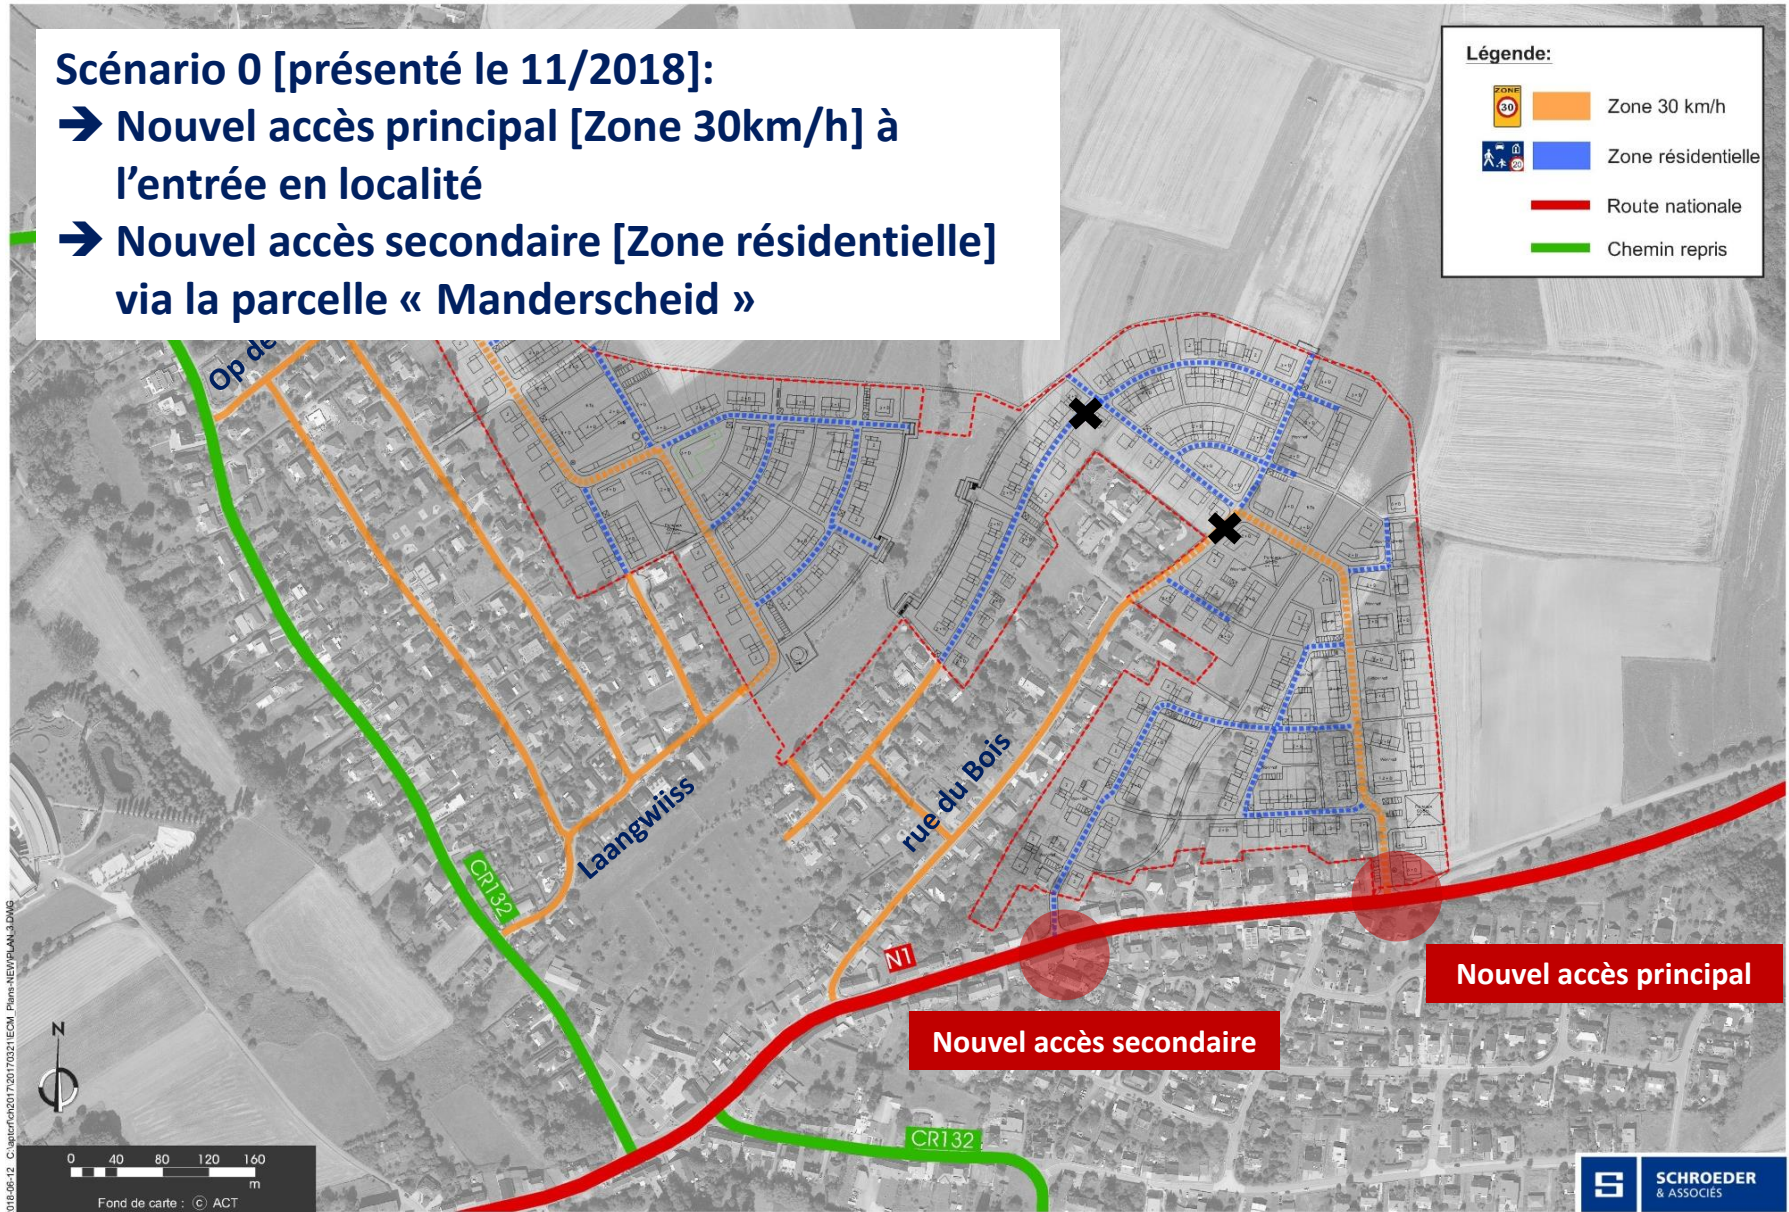 Scénario 0 [présenté le 11/2018]:
➔ Nouvel accès principal [Zone 30km/h] à
l'entrée en localité
➔ Nouvel accès secondaire [Zone résidentielle]
via la parcelle « Manderscheid »
Légende:
ZONE
30
Zone 30 km/h
20
Zone résidentielle
Route nationale
Chemin repris
Op de
Laangwiiss
rue du Bois
CR132
N1
Nouvel accès principal
Nouvel accès secondaire
CR132
N
0 40 80 120 160
m
Fond de carte : © ACT
SCHROEDER
& ASSOCIÉS